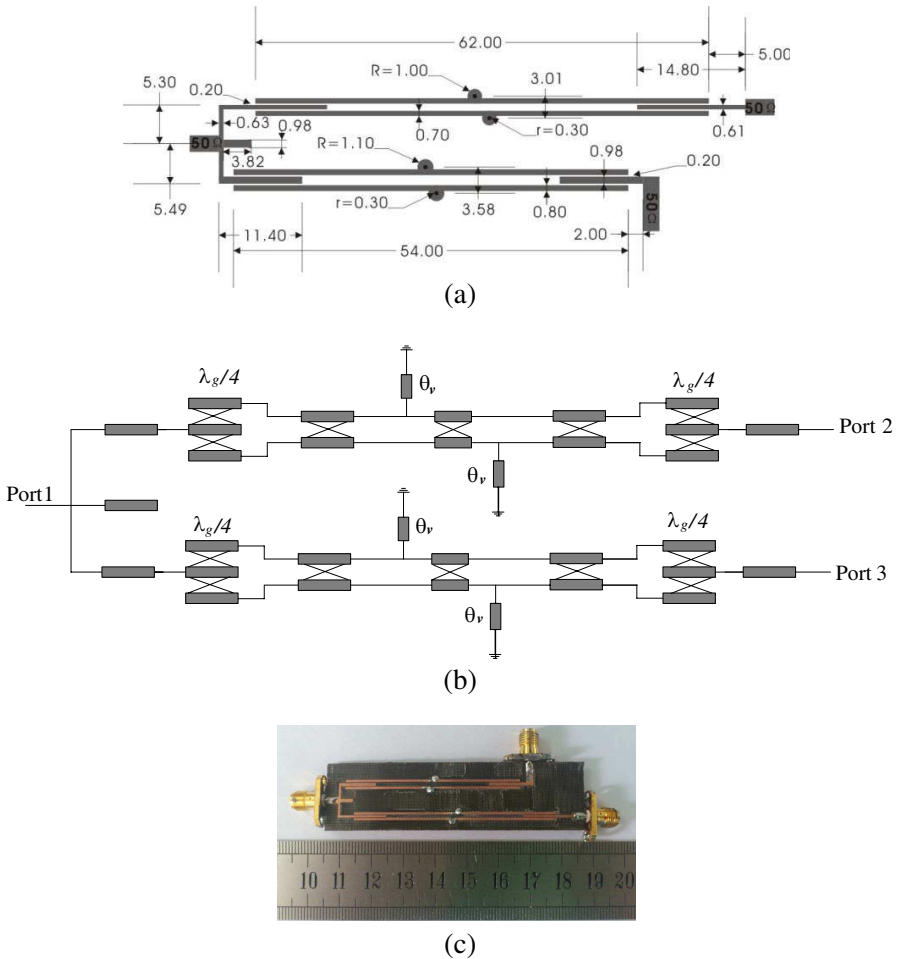 62.00
5.00
R=1.00
14.80
3.01
5.30
0.20
0.63
0.98
0.70
r=0.30
0.61
50Ω
50Ω
3.82
R=1.10
0.98
0.20
5.49
r=0.30
3.58
0.80
50Ω
11.40
2.00
54.00
(a)
λg/4
θv
λg/4
Port 2
θv
Port1
λg/4
θv
λg/4
Port 3
θv
(b)
10 11 12 13 14 15 16 17 18 19 20
(c)